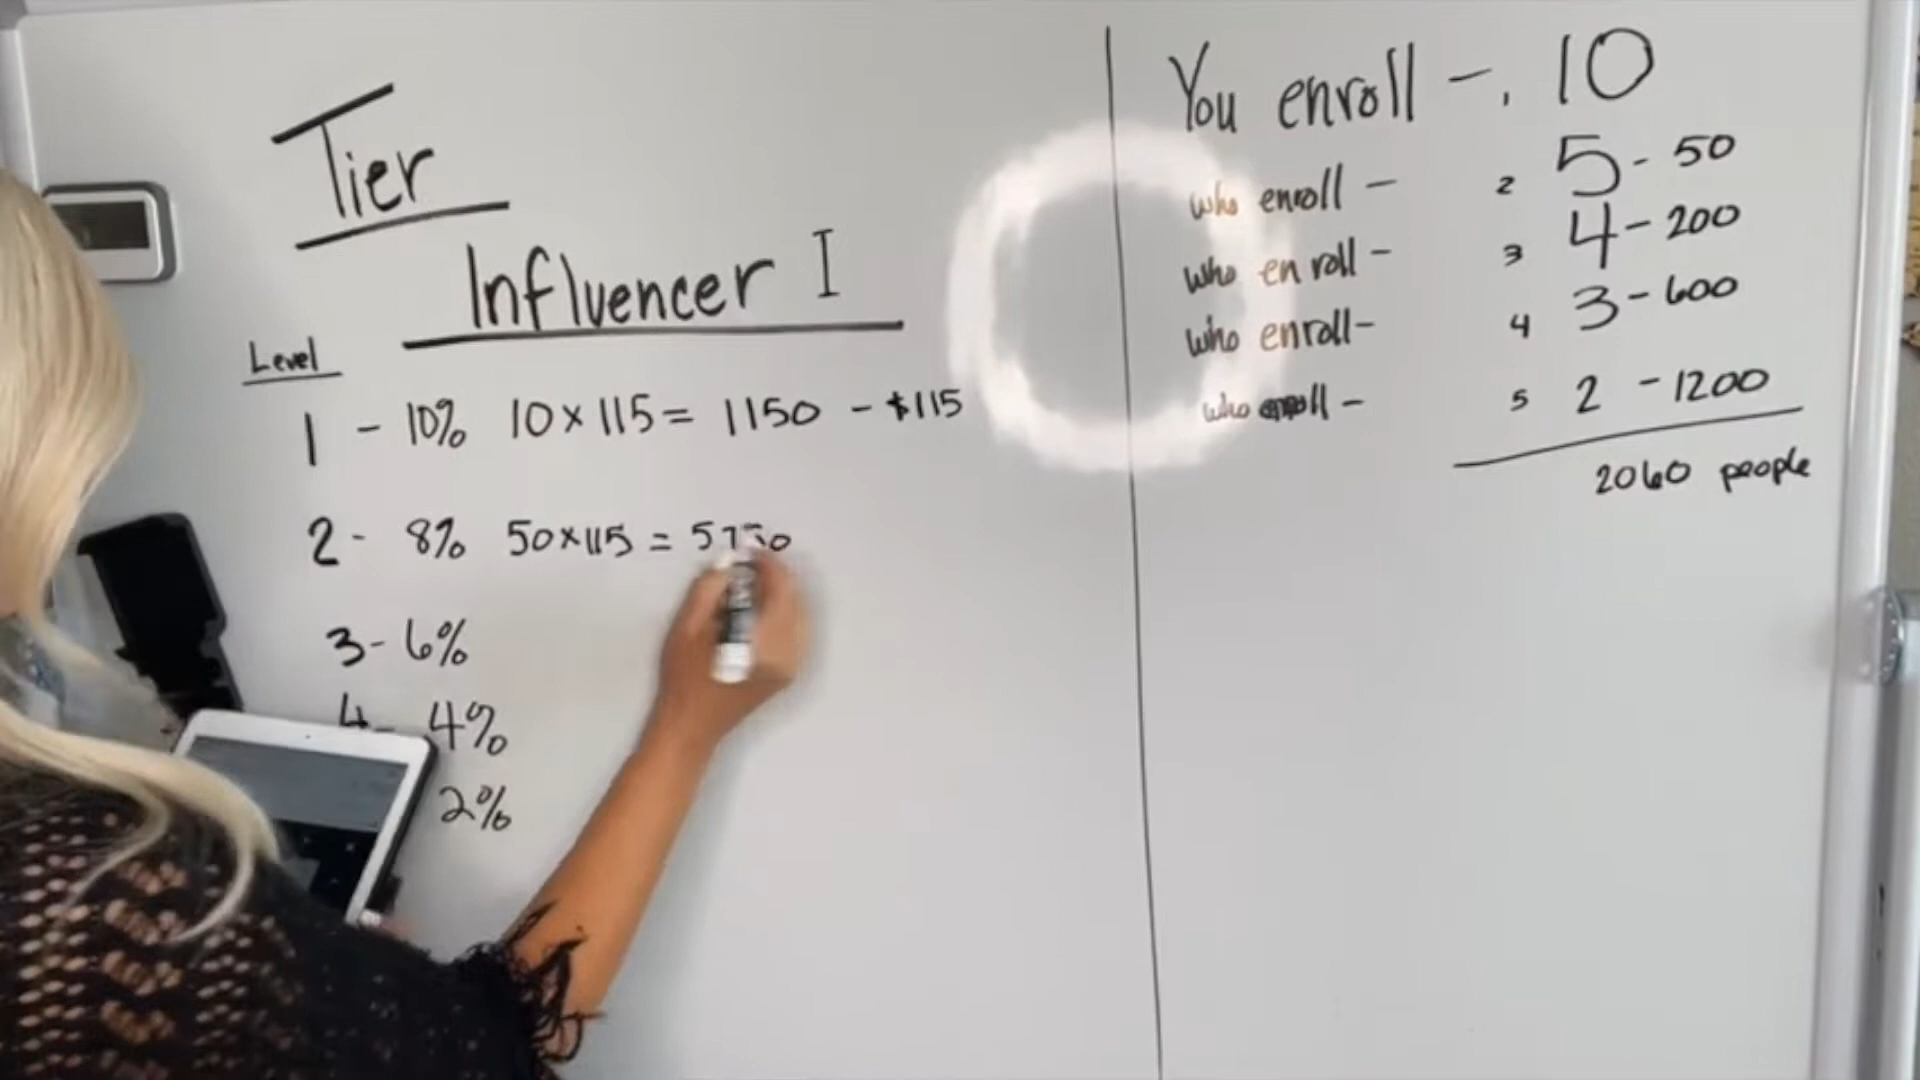 Tier
Influencer I
Level
1 - 10% 10 x 115 = 1150 - $115
2 - 8% 50 x 115 = 5750
3 - 6%
4 - 4%
2%
You enroll - 10
who enroll - 2 5 - 50
who enroll - 3 4 - 200
who enroll - 4 3 - 600
who enroll - 5 2 - 1200
2060 people